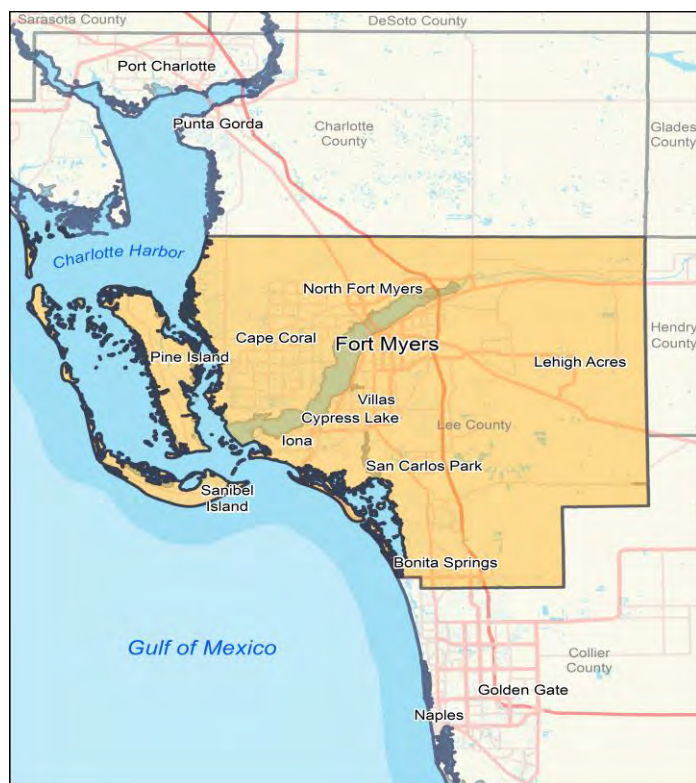 Sarasota County
DeSoto County
Port Charlotte
Punta Gorda
Charlotte
County
Glades
County
Charlotte Harbor
North Fort Myers
Cape Coral
Fort Myers
Hendry
County
Pine Island
Lehigh Acres
Villas
Cypress Lake
Lee County
Iona
San Carlos Park
Sanibel
Island
Bonita Springs
Gulf of Mexico
Collier
County
Golden Gate
Naples